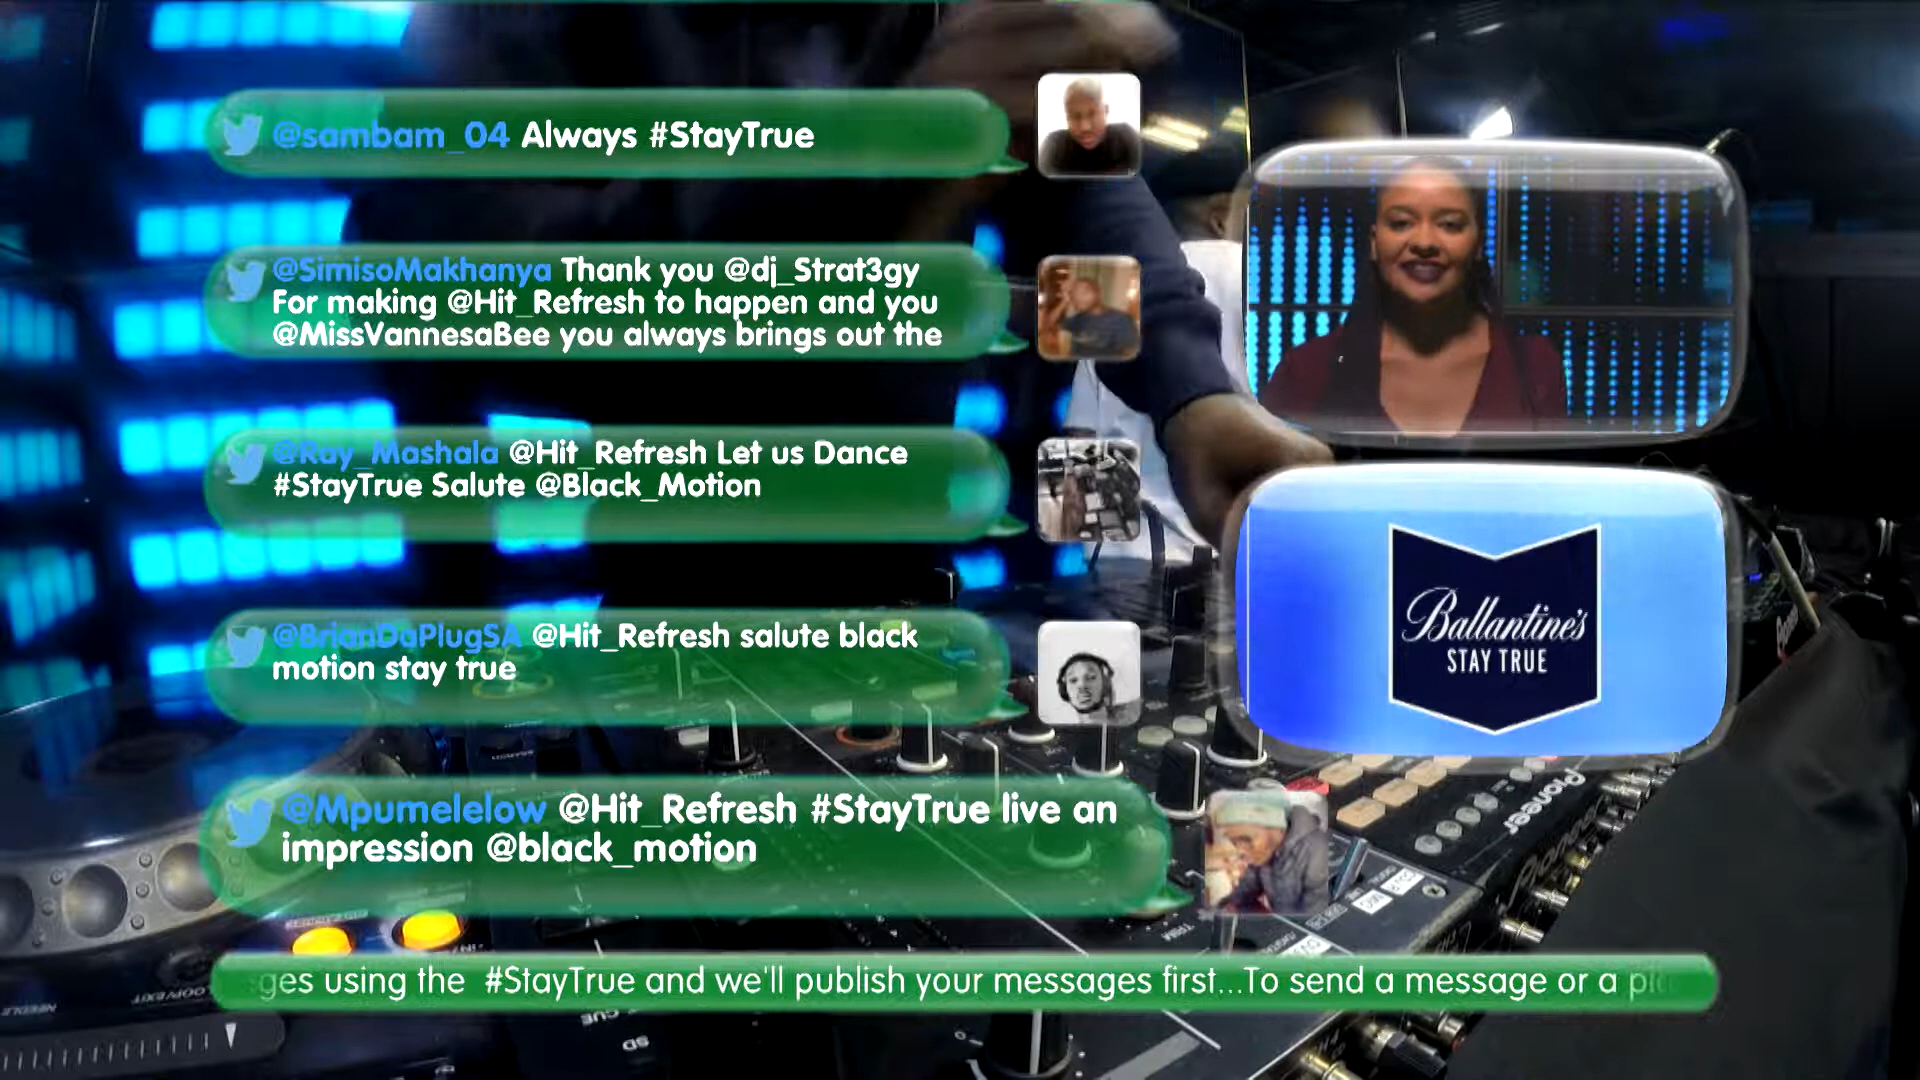 @sambam_04 Always #StayTrue
@SimisoMakhanya Thank you @dj_Strat3gy
For making @Hit_Refresh to happen and you
@MissVannesaBee you always brings out the
@Ray_Mashala @Hit_Refresh Let us Dance
#StayTrue Salute @Black_Motion
Ballantine's
STAY TRUE
@BrianDaPlugSA @Hit_Refresh salute black
motion stay true
@Mpumelelow @Hit_Refresh #StayTrue live an
impression @black_motion
Pioneer
ges using the #StayTrue and we'll publish your messages first...To send a message or a pic
CUE
SD